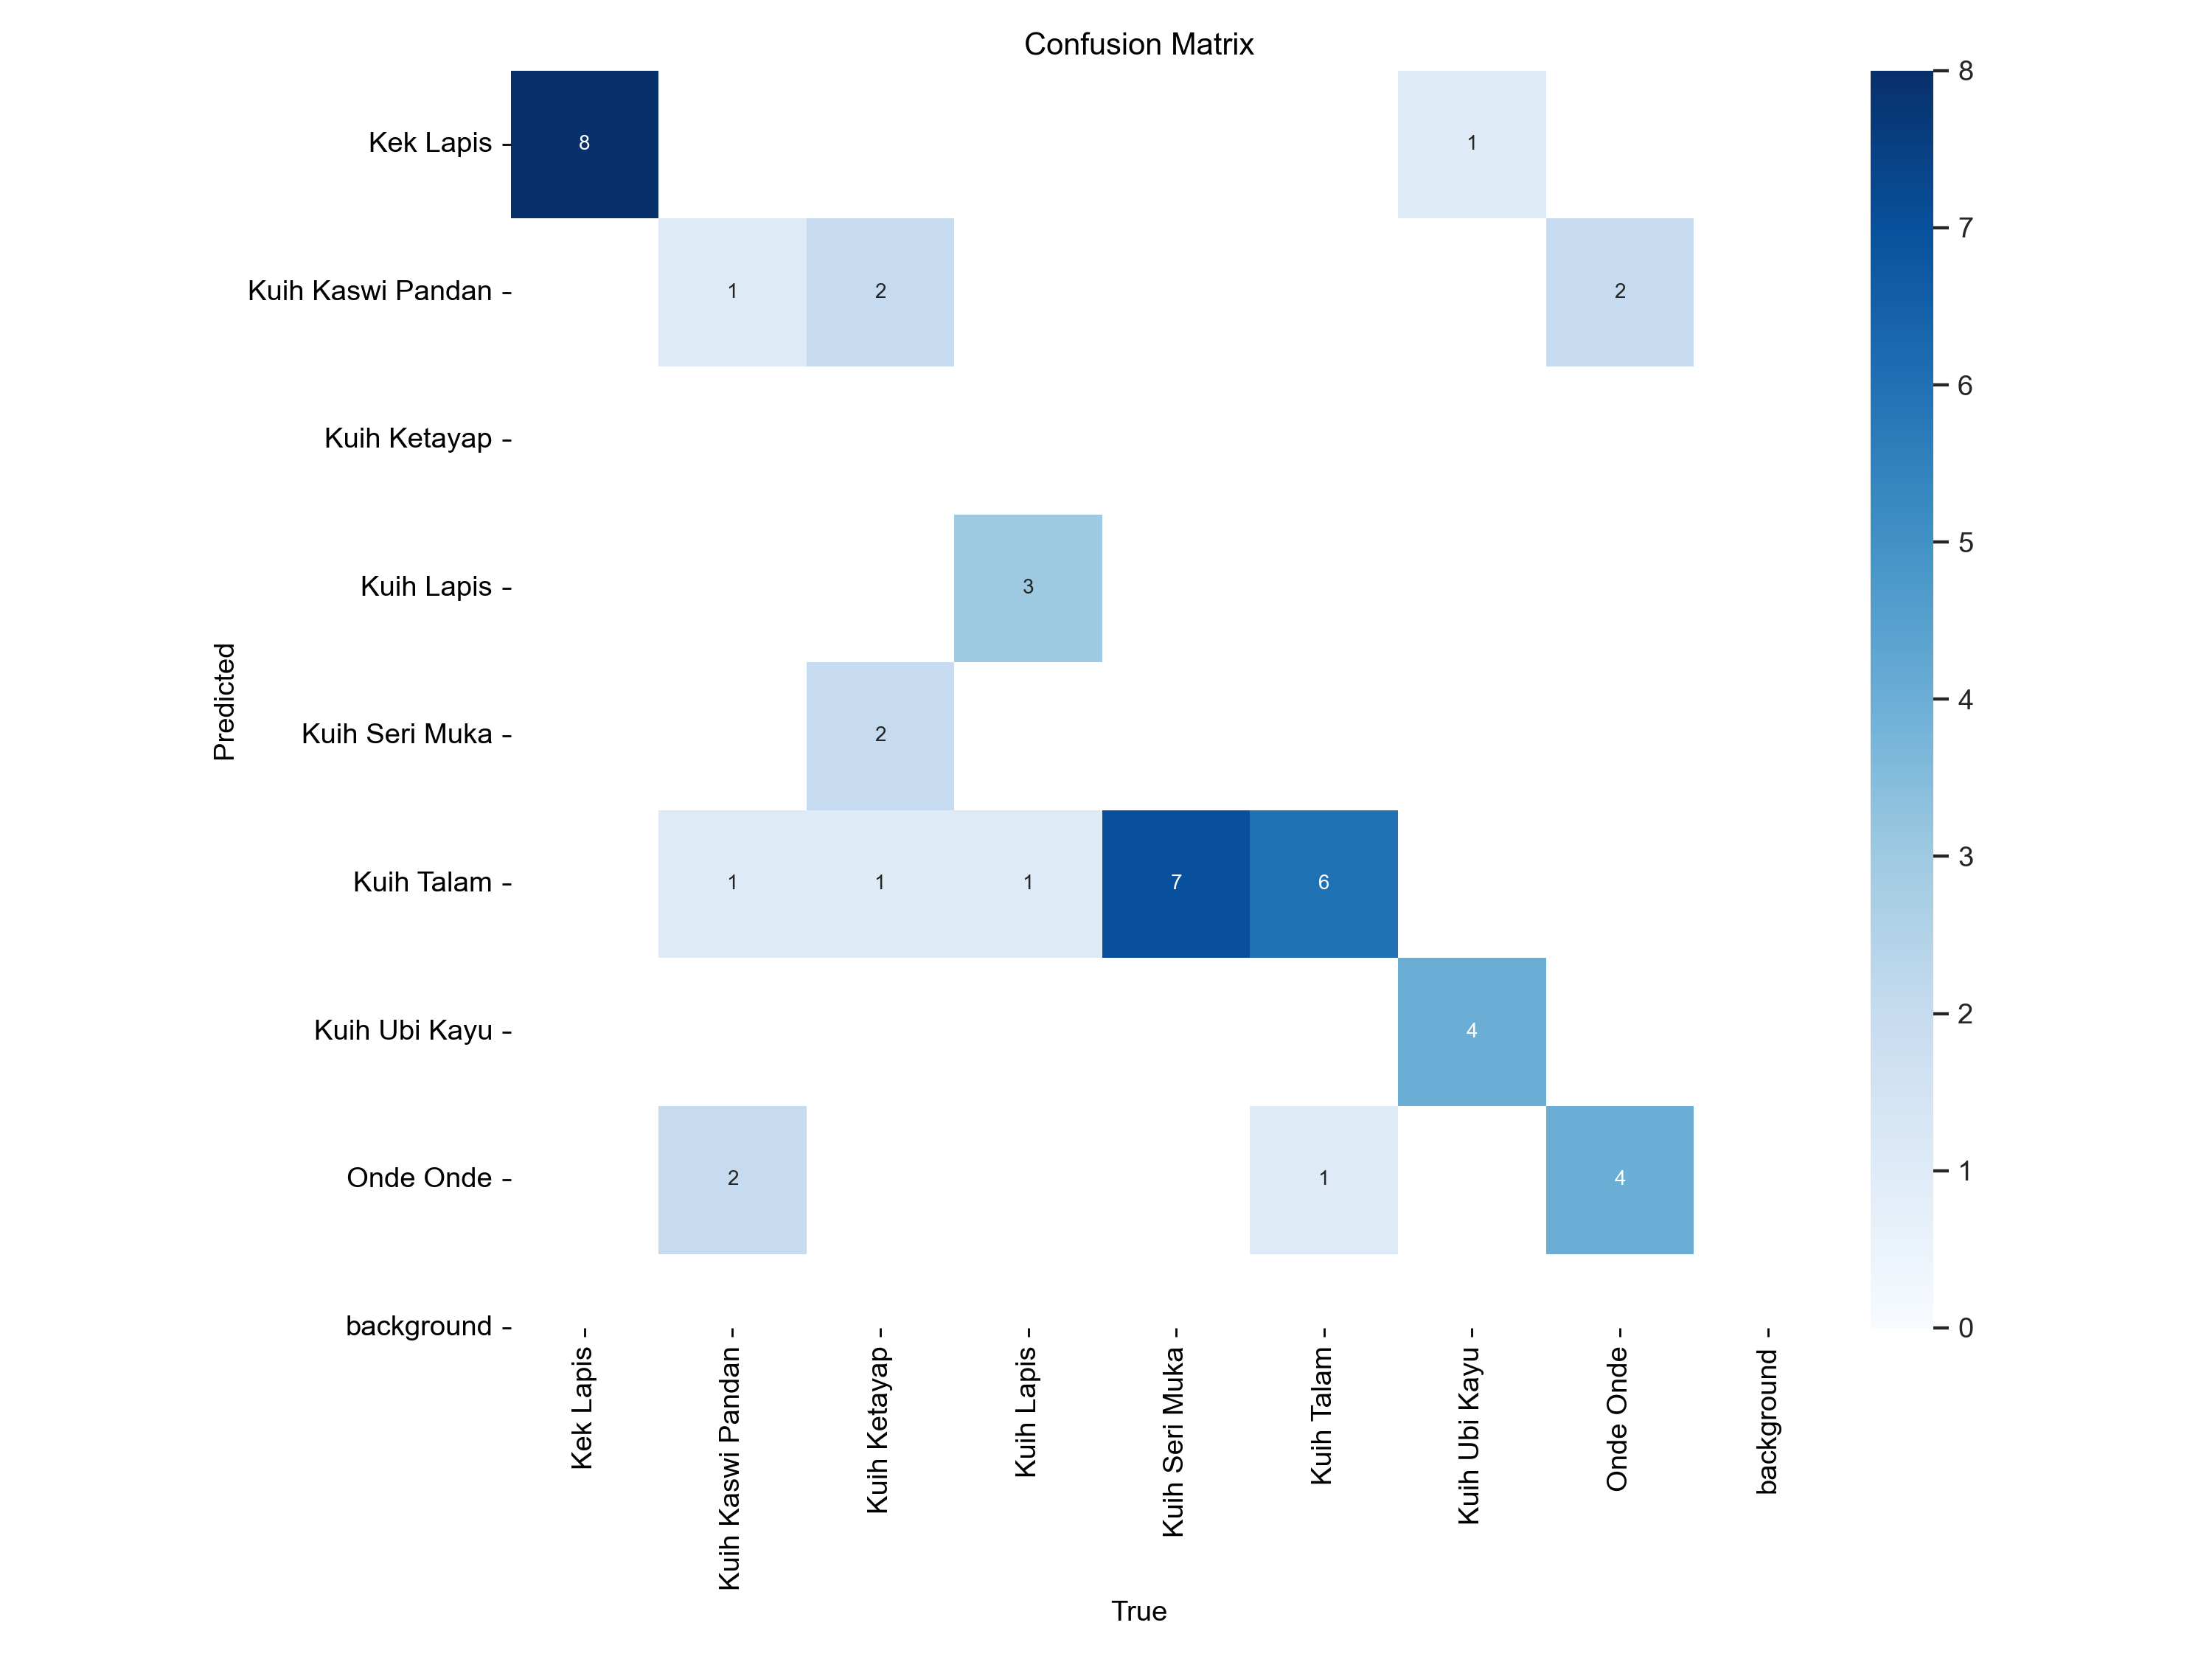 Confusion Matrix
Kek Lapis 8 1
Kuih Kaswi Pandan 1 2 2
Kuih Ketayap
Kuih Lapis 3
Kuih Seri Muka 2
Kuih Talam 1 1 1 7 6
Kuih Ubi Kayu 4
Onde Onde 2 1 4
background
Predicted
Kek Lapis
Kuih Kaswi Pandan
Kuih Ketayap
Kuih Lapis
Kuih Seri Muka
Kuih Talam
Kuih Ubi Kayu
Onde Onde
background
True
8
7
6
5
4
3
2
1
0